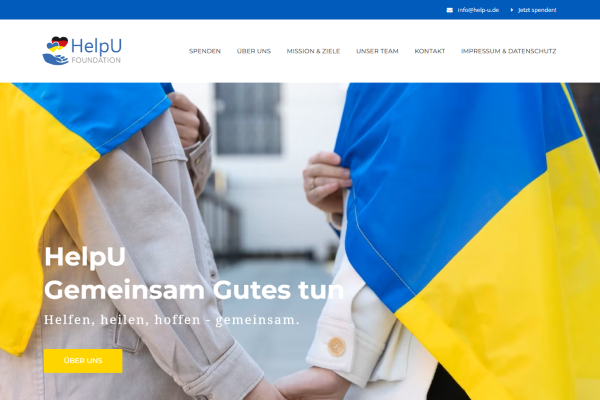 info@help-u.de Jetzt spenden!
HelpU
FOUNDATION
SPENDEN ÜBER UNS MISSION & ZIELE UNSER TEAM KONTAKT IMPRESSUM & DATENSCHUTZ
HelpU
Gemeinsam Gutes tun
Helfen, heilen, hoffen - gemeinsam.
ÜBER UNS